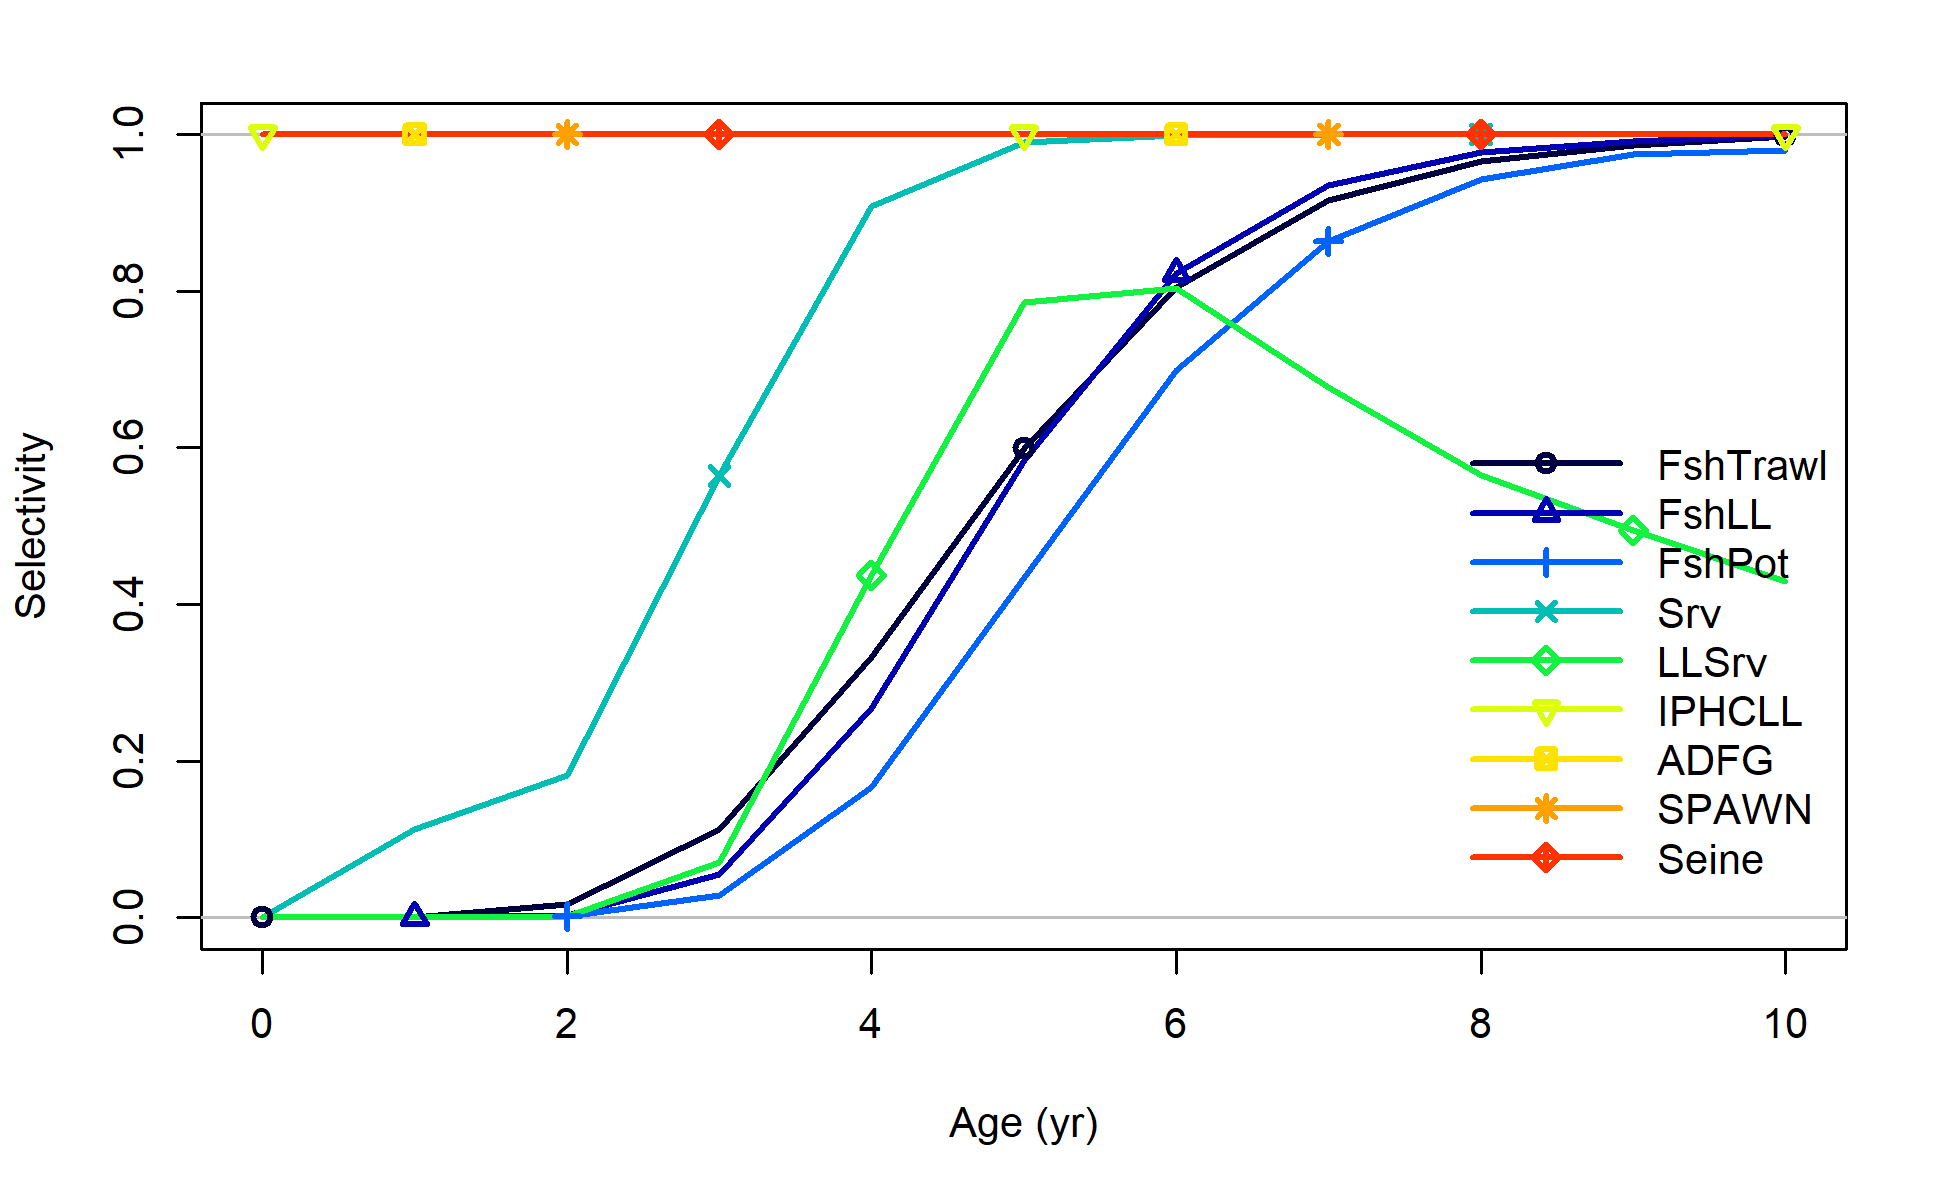 Selectivity
1.0
0.8
0.6
0.4
0.2
0.0
FshTrawl
FshLL
FshPot
Srv
LLSrv
IPHCLL
ADFG
SPAWN
Seine
0 2 4 6 8 10
Age (yr)